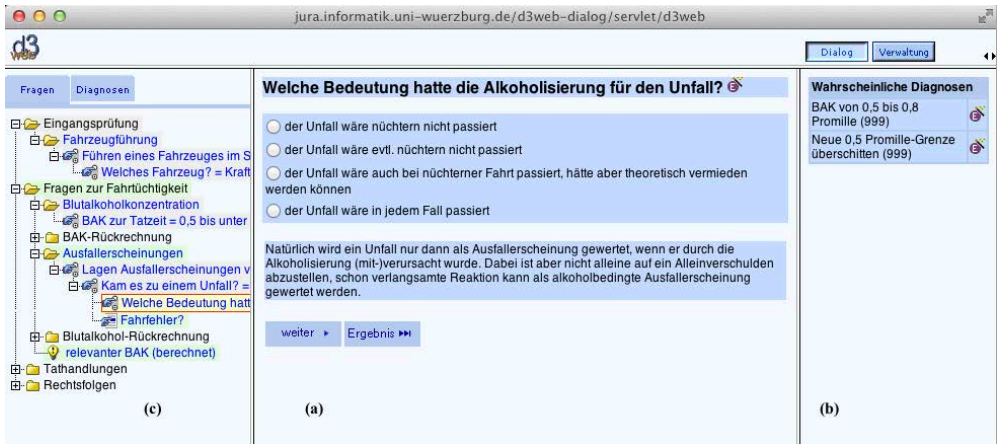 jura.informatik.uni-wuerzburg.de/d3web-dialog/servlet/d3web
d3
web
Dialog
Verwaltung
Fragen
Diagnosen
Eingangsprüfung
Fahrzeugführung
Führen eines Fahrzeuges im S
Welches Fahrzeug? = Kraft
Fragen zur Fahrtüchtigkeit
Blutalkoholkonzentration
BAK zur Tatzeit = 0,5 bis unter
BAK-Rückrechnung
Ausfallerscheinungen
Lagen Ausfallerscheinungen v
Kam es zu einem Unfall? =
Welche Bedeutung hatt
Fahrfehler?
Blutalkohol-Rückrechnung
relevanter BAK (berechnet)
Tathandlungen
Rechtsfolgen
(c)
Welche Bedeutung hatte die Alkoholisierung für den Unfall?
der Unfall wäre nüchtern nicht passiert
der Unfall wäre evtl. nüchtern nicht passiert
der Unfall wäre auch bei nüchterner Fahrt passiert, hätte aber theoretisch vermieden
werden können
der Unfall wäre in jedem Fall passiert
Natürlich wird ein Unfall nur dann als Ausfallerscheinung gewertet, wenn er durch die
Alkoholisierung (mit-)verursacht wurde. Dabei ist aber nicht alleine auf ein Alleinverschulden
abzustellen, schon verlangsamte Reaktion kann als alkoholbedingte Ausfallerscheinung
gewertet werden.
weiter
Ergebnis
(a)
Wahrscheinliche Diagnosen
BAK von 0,5 bis 0,8
Promille (999)
Neue 0,5 Promille-Grenze
überschitten (999)
(b)